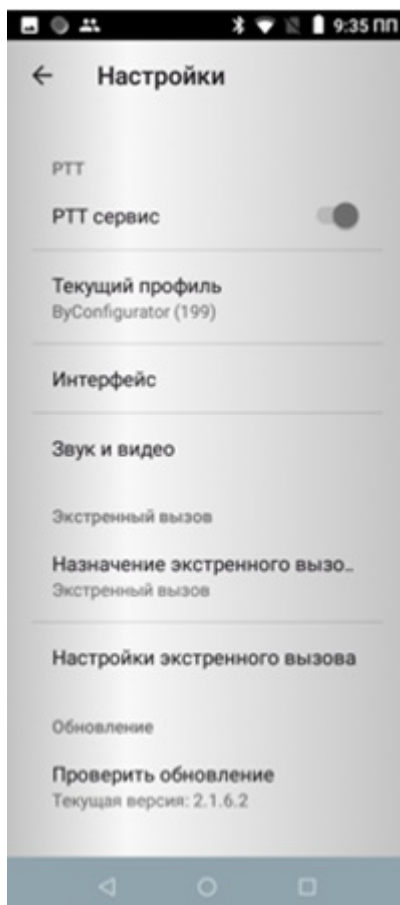 9:35 ПП
Настройки
PTT
PTT сервис
Текущий профиль
ByConfigurator (199)
Интерфейс
Звук и видео
Экстренный вызов
Назначение экстренного вызо..
Экстренный вызов
Настройки экстренного вызова
Обновление
Проверить обновление
Текущая версия: 2.1.6.2